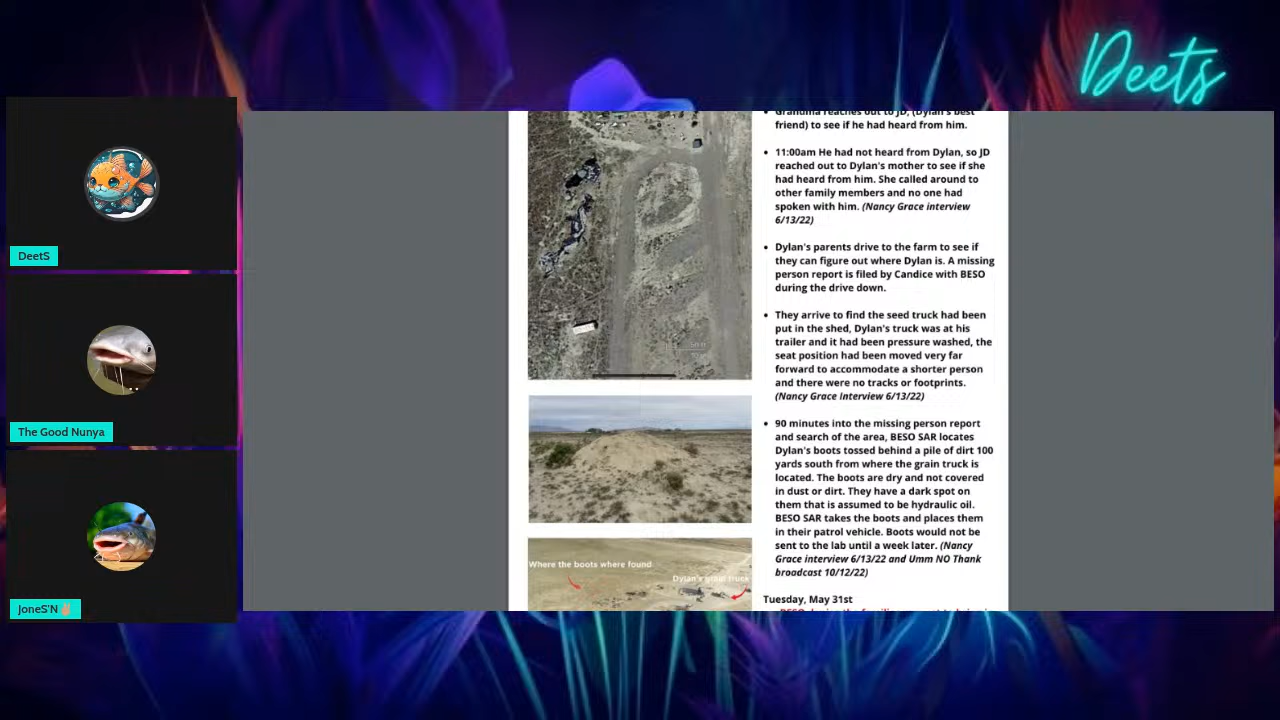 Deets
DeetS
The Good Nunya
JoneS'N✌🏼
friend) to see if he had heard from him.
• 11:00am He had not heard from Dylan, so JD
reached out to Dylan's mother to see if she
had heard from him. She called around to
other family members and no one had
spoken with him. (Nancy Grace interview
6/13/22)
• Dylan's parents drive to the farm to see if
they can figure out where Dylan is. A missing
person report is filed by Candice with BESO
during the drive down.
• They arrive to find the seed truck had been
put in the shed, Dylan's truck was at his
trailer and it had been pressure washed, the
seat position had been moved very far
forward to accommodate a shorter person
and there were no tracks or footprints.
(Nancy Grace Interview 6/13/22)
• 90 minutes into the missing person report
and search of the area, BESO SAR locates
Dylan's boots tossed behind a pile of dirt 100
yards south from where the grain truck is
located. The boots are dry and not covered
in dust or dirt. They have a dark spot on
them that is assumed to be hydraulic oil.
BESO SAR takes the boots and places them
in their patrol vehicle. Boots would not be
sent to the lab until a week later. (Nancy
Grace interview 6/13/22 and Umm NO Thank
broadcast 10/12/22)
Tuesday, May 31st
Where the boots where found
Dylan's grain truck